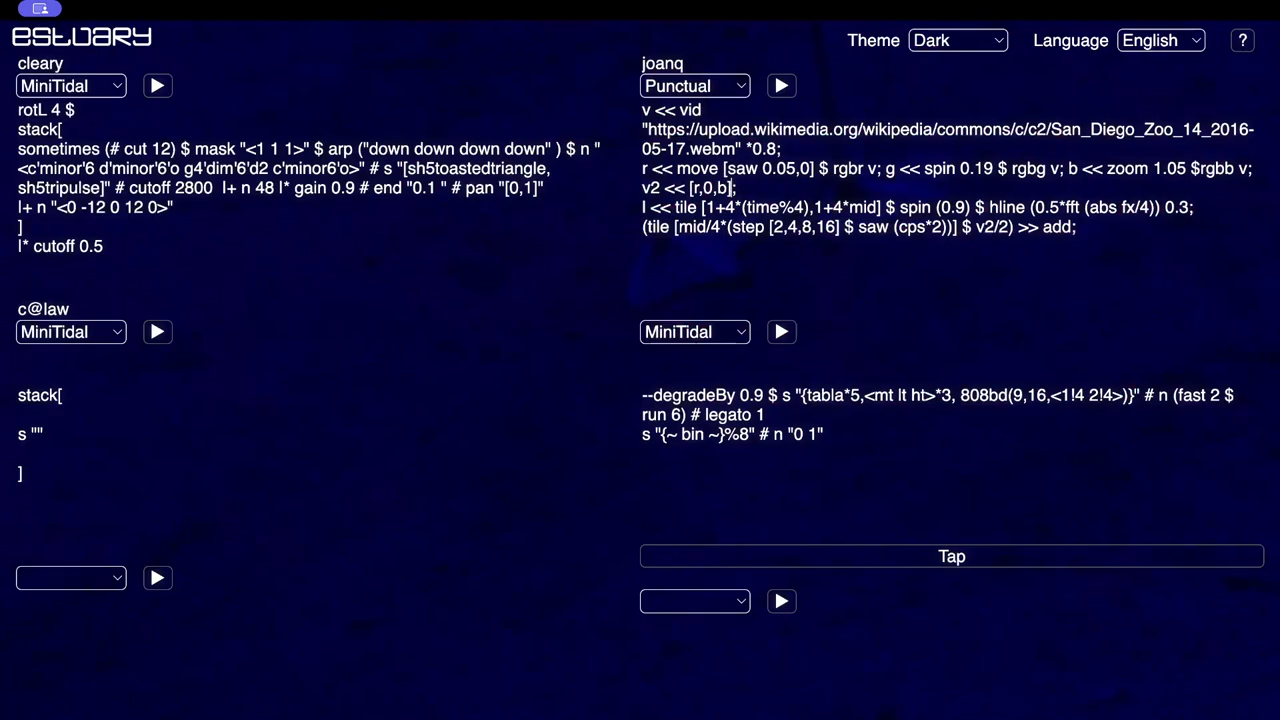 ESTUARY
Theme Dark Language English ?
cleary
MiniTidal
rotL 4 $
stack[
sometimes (# cut 12) $ mask "<1 1 1>" $ arp ("down down down down" ) $ n "
<c'minor'6 d'minor'6'o g4'dim'6'd2 c'minor6'o>" # s "[sh5toastedtriangle,
sh5tripulse]" # cutoff 2800  |+ n 48 |* gain 0.9 # end "0.1 " # pan "[0,1]"
|+ n "<0 -12 0 12 0>"
]
|* cutoff 0.5
joanq
Punctual
v << vid
"https://upload.wikimedia.org/wikipedia/commons/c/c2/San_Diego_Zoo_14_2016-
05-17.webm" *0.8;
r << move [saw 0.05,0] $ rgbr v; g << spin 0.19 $ rgbg v; b << zoom 1.05 $rgbb v;
v2 << [r,0,b];
l << tile [1+4*(time%4),1+4*mid] $ spin (0.9) $ hline (0.5*fft (abs fx/4)) 0.3;
(tile [mid/4*(step [2,4,8,16] $ saw (cps*2))] $ v2/2) >> add;
c@law
MiniTidal
stack[
s ""
]
MiniTidal
--degradeBy 0.9 $ s "{tabla*5,<mt lt ht>*3, 808bd(9,16,<1!4 2!4>)}" # n (fast 2 $
run 6) # legato 1
s "{~ bin ~}%8" # n "0 1"
Tap